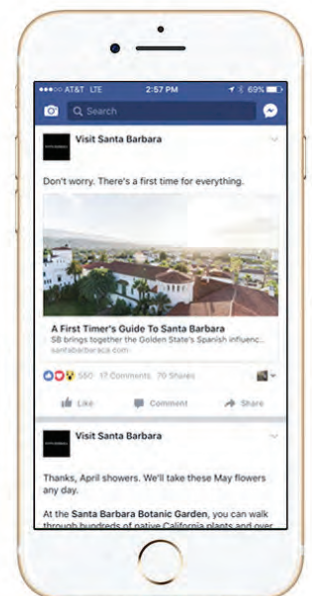 AT&T LTE 2:57 PM 69%
Search
Visit Santa Barbara
Don't worry. There's a first time for everything.
A First Timer's Guide To Santa Barbara
SB brings together the Golden State's Spanish influenc...
santabarbaraca.com
550 17 Comments 70 Shares
Like Comment Share
Visit Santa Barbara
Thanks, April showers. We'll take these May flowers
any day.
At the Santa Barbara Botanic Garden, you can walk
through hundreds of native California plants and over